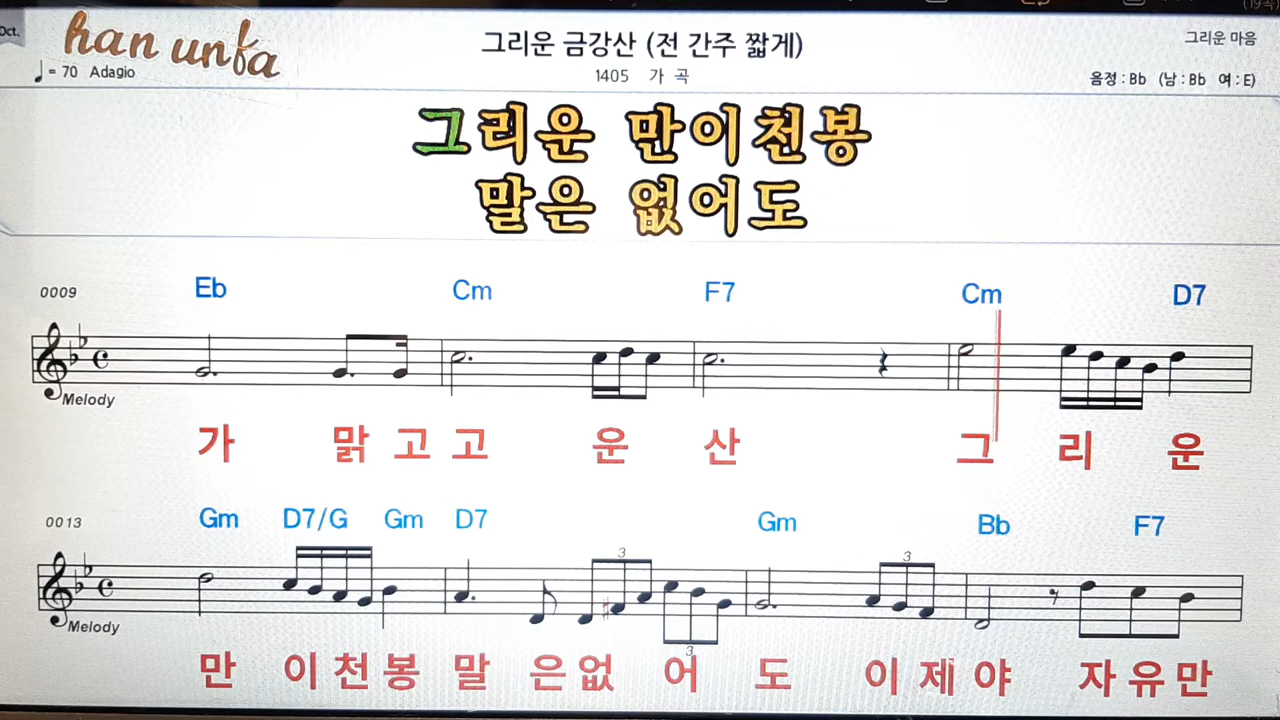 (19곡)
Oct.
han unfa
그리운 금강산 (전 간주 짧게)
그리운 마음
♩= 70 Adagio
1405 가 곡
음정 : Bb (남 : Bb 여 : E)
그리운 만이천봉
말은 없어도
0009 Eb Cm F7 Cm D7
Melody
가 맑 고 고 운 산 그 리 운
0013 Gm D7/G Gm D7 Gm Bb F7
3 3
3
Melody
만 이 천 봉 말 은 없 어 도 이 제 야 자 유 만